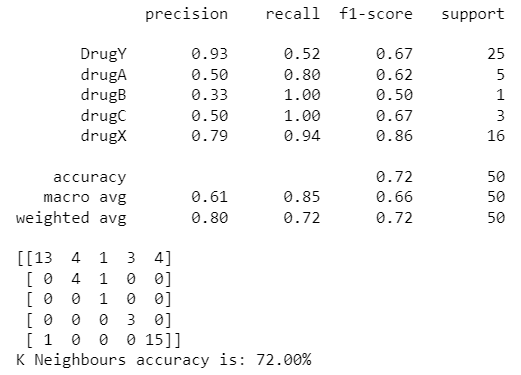 precision recall f1-score support
DrugY 0.93 0.52 0.67 25
drugA 0.50 0.80 0.62 5
drugB 0.33 1.00 0.50 1
drugC 0.50 1.00 0.67 3
drugX 0.79 0.94 0.86 16
accuracy 0.72 50
macro avg 0.61 0.85 0.66 50
weighted avg 0.80 0.72 0.72 50
[[13 4 1 3 4]
[ 0 4 1 0 0]
[ 0 0 1 0 0]
[ 0 0 0 3 0]
[ 1 0 0 0 15]]
K Neighbours accuracy is: 72.00%